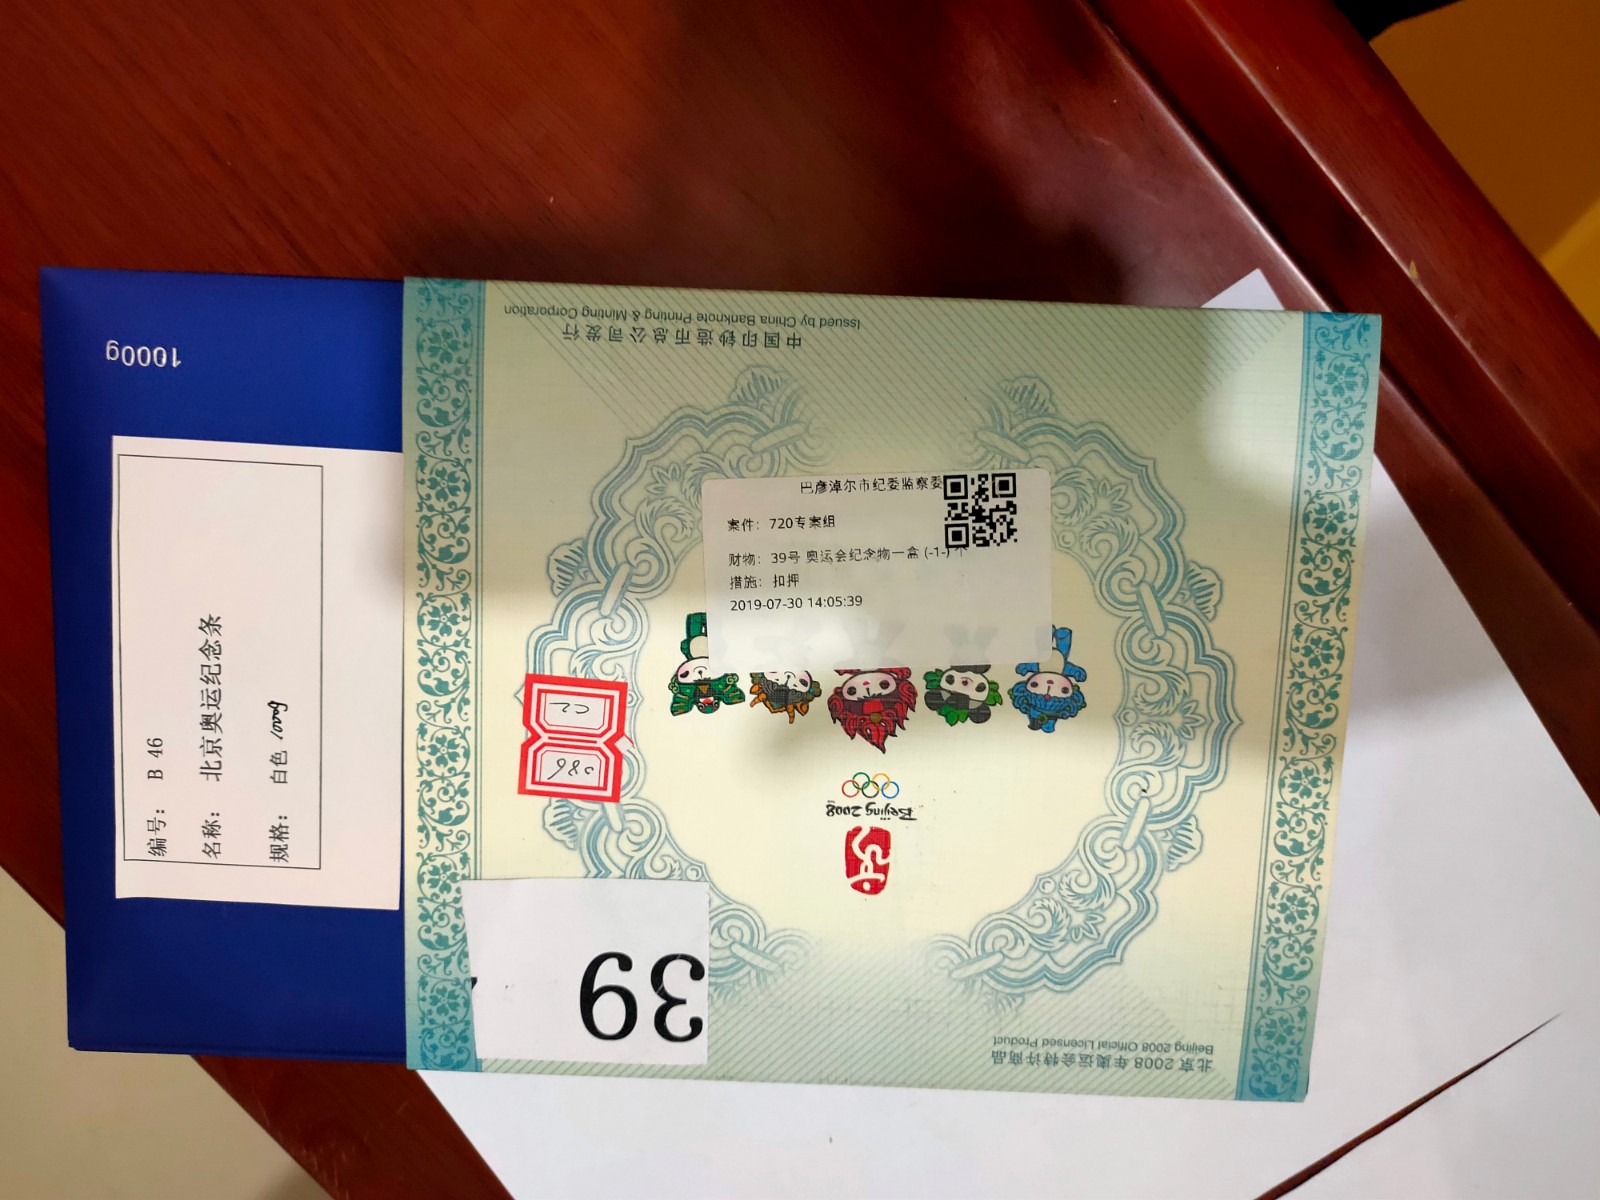 1000g
编号： B 46
名称： 北京奥运纪念条
规格： 白色 1000g
中国印钞造币总公司发行
Issued by China Banknote Printing & Minting Corporation
巴彦淖尔市纪委监察委
案件：720专案组
财物：39号 奥运会纪念物一盒 (-1-) 个
措施：扣押
2019-07-30 14:05:39
086
Beijing 2008
39
北京 2008 年奥运会特许商品
Beijing 2008 Official Licensed Product